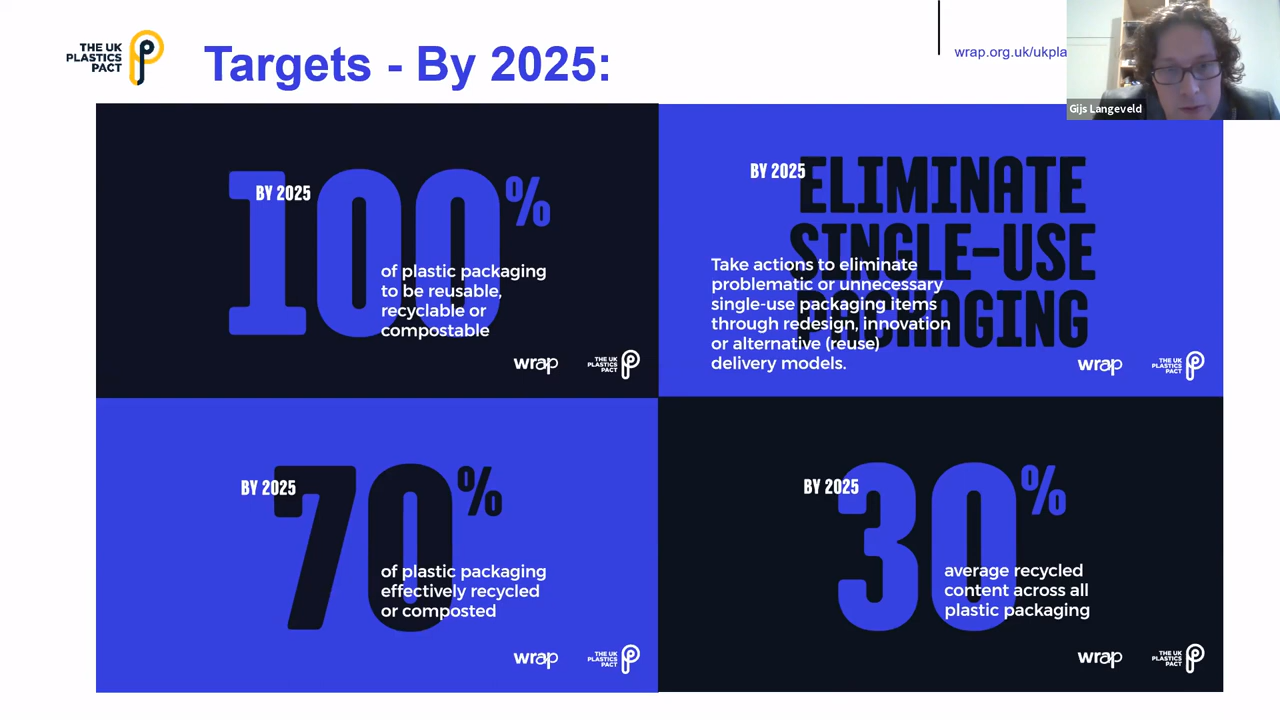 THE UK
PLASTICS
PACT
Targets - By 2025:
wrap.org.uk/ukpla
Gijs Langeveld
BY 2025
100%
of plastic packaging
to be reusable,
recyclable or
compostable
wrap
THE UK
PLASTICS
PACT
BY 2025
ELIMINATE
SINGLE-USE
PACKAGING
Take actions to eliminate
problematic or unnecessary
single-use packaging items
through redesign, innovation
or alternative (reuse)
delivery models.
wrap
THE UK
PLASTICS
PACT
BY 2025
70%
of plastic packaging
effectively recycled
or composted
wrap
THE UK
PLASTICS
PACT
BY 2025
30%
average recycled
content across all
plastic packaging
wrap
THE UK
PLASTICS
PACT